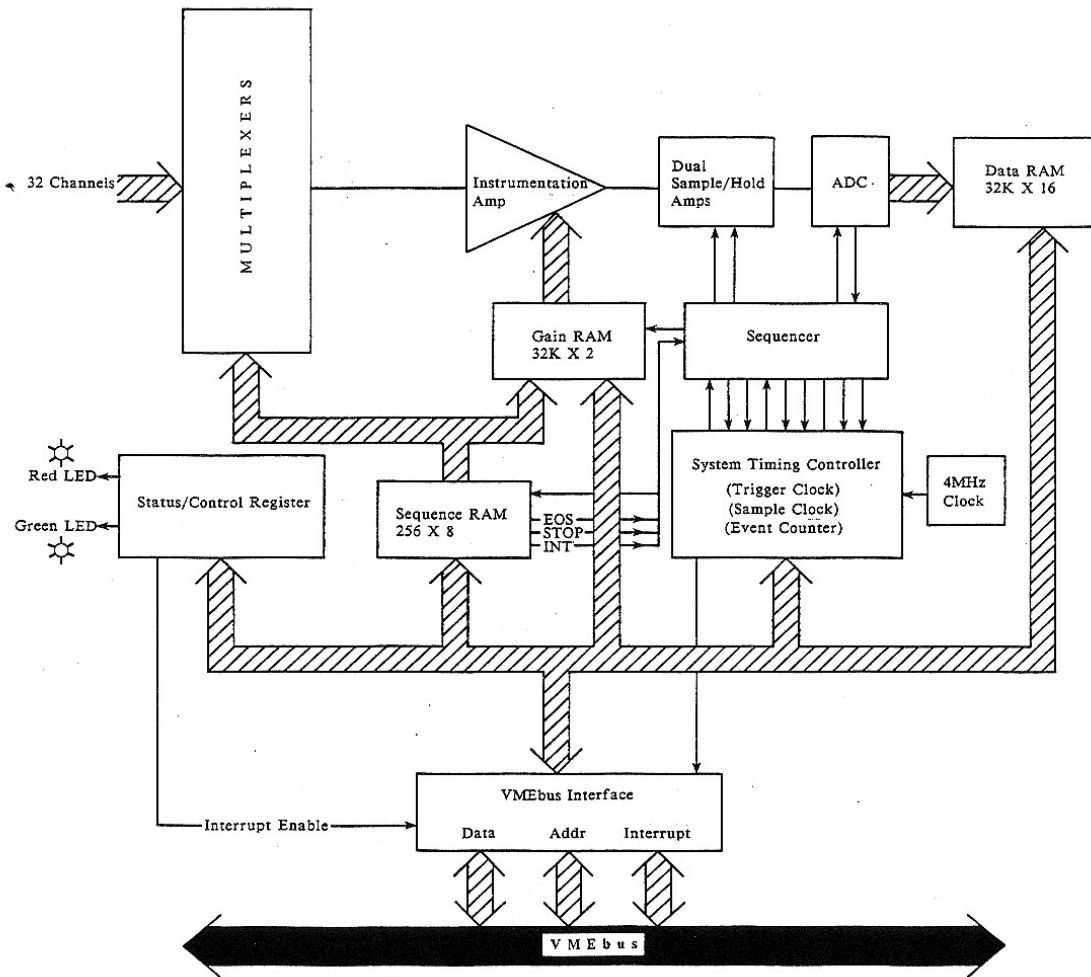 MULTIPLEXERS
32 Channels
Instrumentation
Amp
Dual
Sample/Hold
Amps
ADC
Data RAM
32K X 16
Gain RAM
32K X 2
Sequencer
Red LED
Green LED
Status/Control Register
Sequence RAM
256 X 8
EOS
STOP
INT
System Timing Controller
(Trigger Clock)
(Sample Clock)
(Event Counter)
4MHz
Clock
VMEbus Interface
Interrupt Enable
Data Addr Interrupt
VMEbus